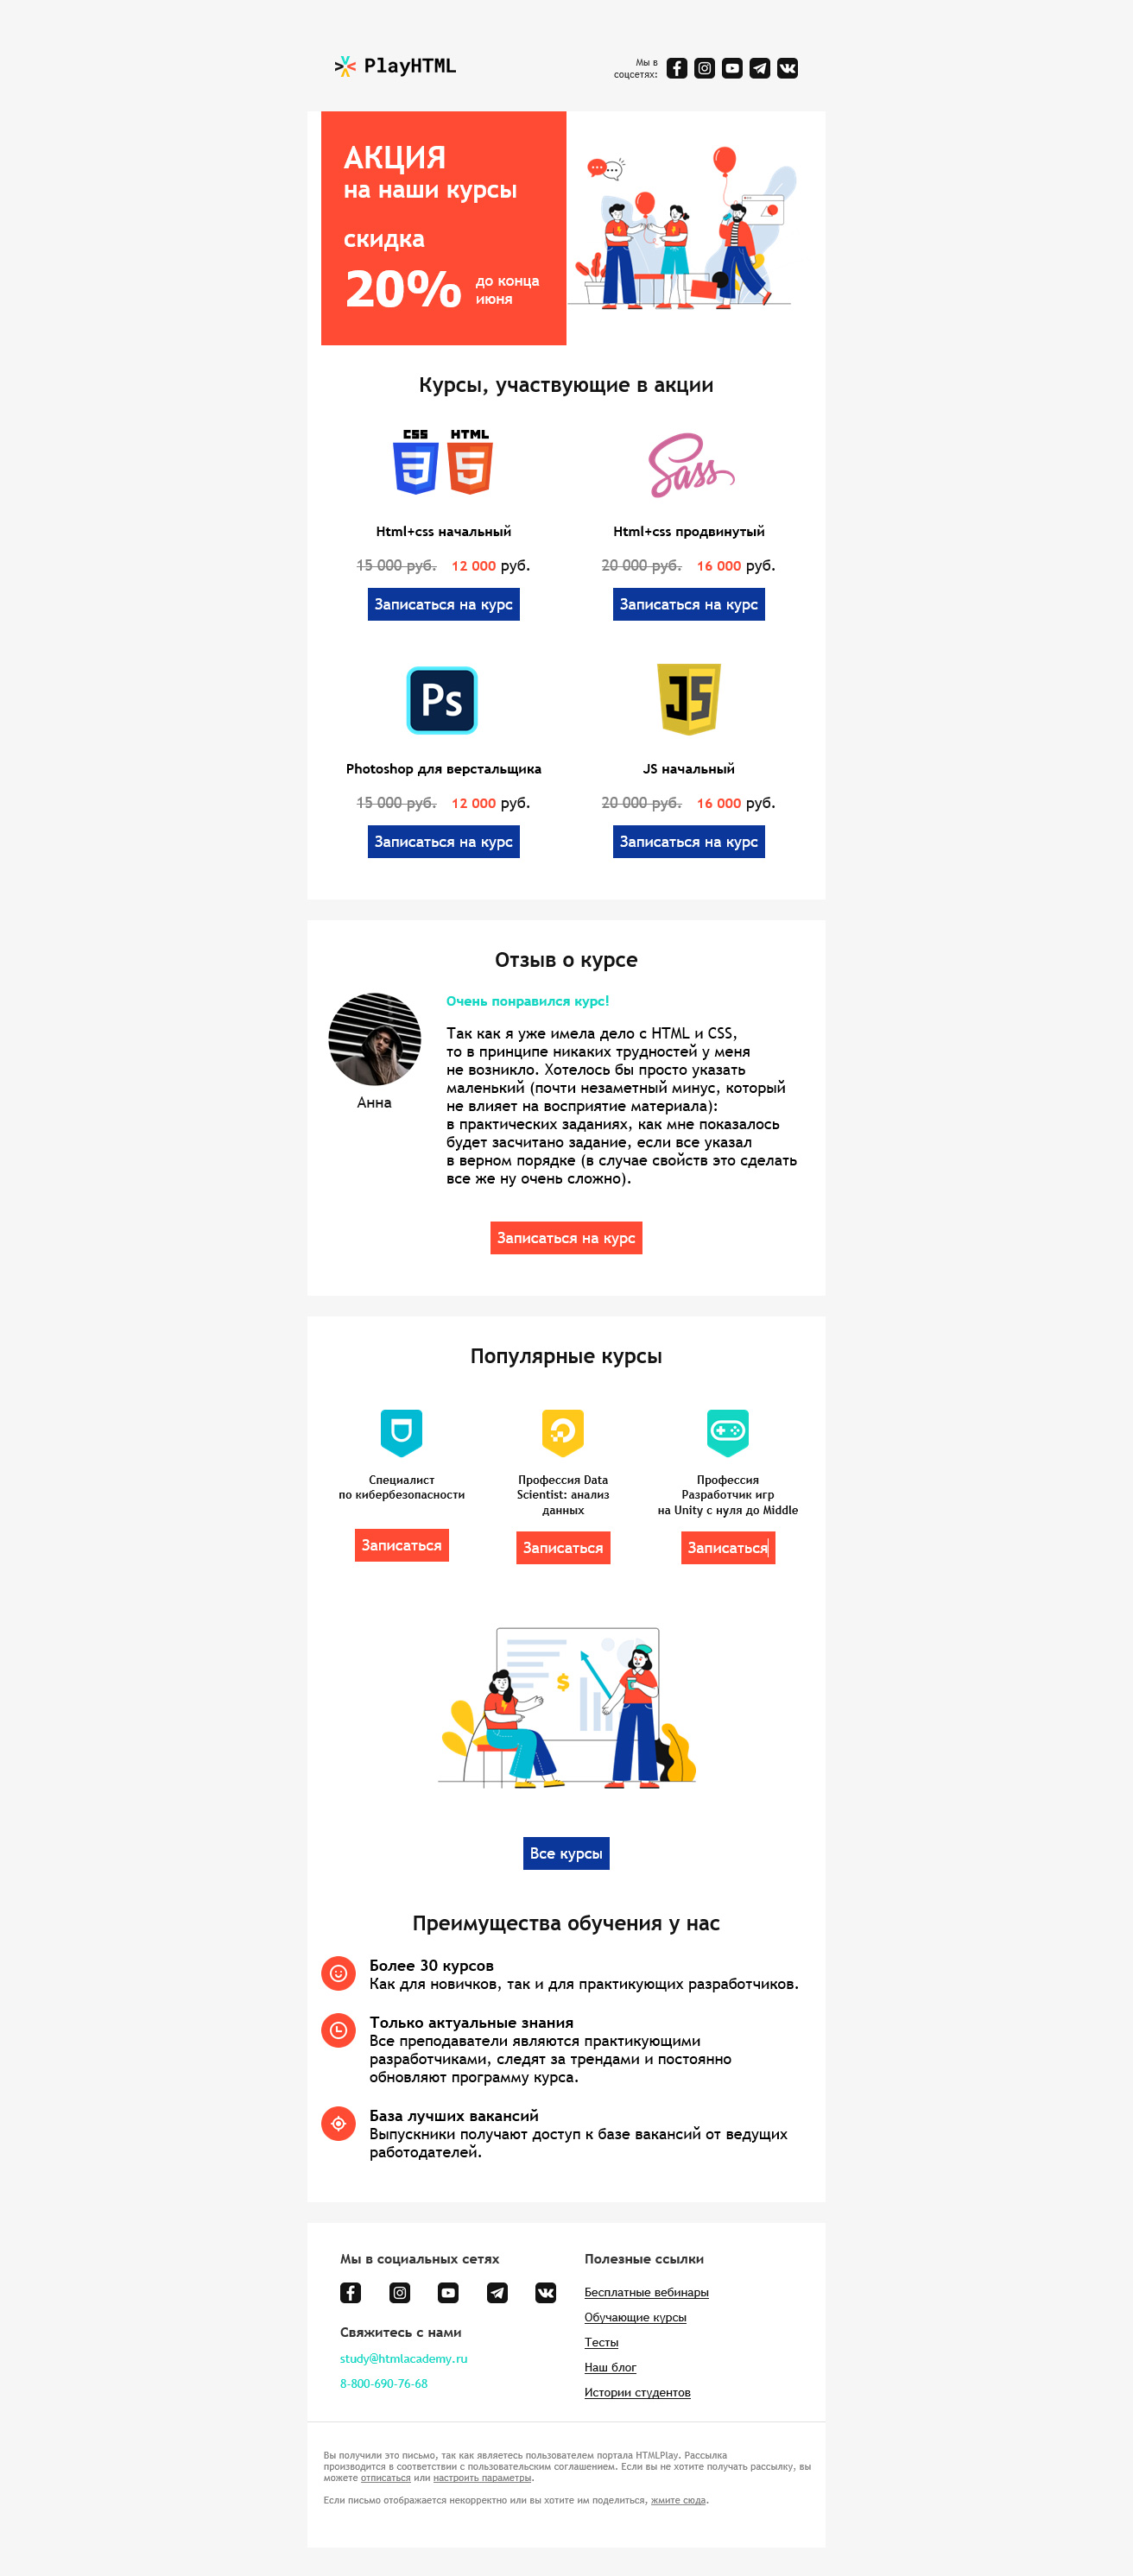 PlayHTML
Мы в
соцсетях:
АКЦИЯ
на наши курсы
скидка
20%
до конца
июня
Курсы, участвующие в акции
CSS HTML
Sass
Html+css начальный
Html+css продвинутый
15 000 руб. 12 000 руб.
20 000 руб. 16 000 руб.
Записаться на курс
Записаться на курс
Ps
JS
Photoshop для верстальщика
JS начальный
15 000 руб. 12 000 руб.
20 000 руб. 16 000 руб.
Записаться на курс
Записаться на курс
Отзыв о курсе
Анна
Очень понравился курс!
Так как я уже имела дело с HTML и CSS,
то в принципе никаких трудностей у меня
не возникло. Хотелось бы просто указать
маленький (почти незаметный минус, который
не влияет на восприятие материала):
в практических заданиях, как мне показалось
будет засчитано задание, если все указал
в верном порядке (в случае свойств это сделать
все же ну очень сложно).
Записаться на курс
Популярные курсы
Специалист
по кибербезопасности
Записаться
Профессия Data
Scientist: анализ
данных
Записаться
Профессия
Разработчик игр
на Unity с нуля до Middle
Записаться
$
Все курсы
Преимущества обучения у нас
Более 30 курсов
Как для новичков, так и для практикующих разработчиков.
Только актуальные знания
Все преподаватели являются практикующими
разработчиками, следят за трендами и постоянно
обновляют программу курса.
База лучших вакансий
Выпускники получают доступ к базе вакансий от ведущих
работодателей.
Мы в социальных сетях
Свяжитесь с нами
study@htmlacademy.ru
8-800-690-76-68
Полезные ссылки
Бесплатные вебинары
Обучающие курсы
Тесты
Наш блог
Истории студентов
Вы получили это письмо, так как являетесь пользователем портала HTMLPlay. Рассылка
производится в соответствии с пользовательским соглашением. Если вы не хотите получать рассылку, вы
можете отписаться или настроить параметры.
Если письмо отображается некорректно или вы хотите им поделиться, жмите сюда.